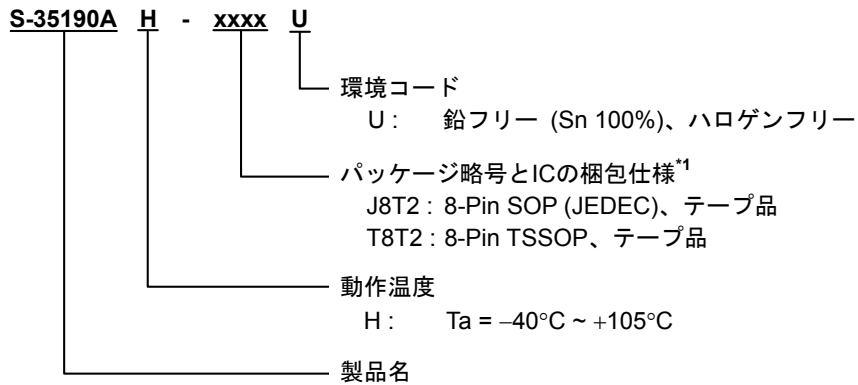 S-35190A H - xxxx U
環境コード
U : 鉛フリー (Sn 100%)、ハロゲンフリー
パッケージ略号とICの梱包仕様*1
J8T2 : 8-Pin SOP (JEDEC)、テープ品
T8T2 : 8-Pin TSSOP、テープ品
動作温度
H : Ta = −40°C ~ +105°C
製品名